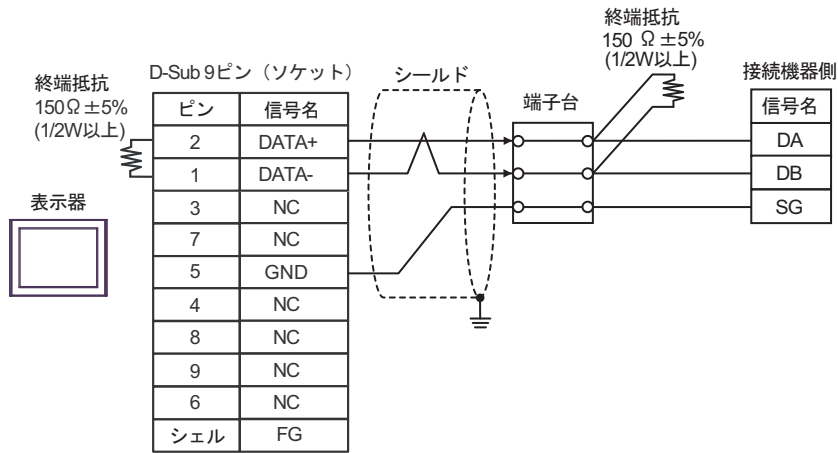 終端抵抗
150 Ω ±5%
(1/2W以上)
D-Sub 9ピン（ソケット）
シールド
接続機器側
終端抵抗
150Ω±5%
(1/2W以上)
端子台
ピン 信号名
信号名
2 DATA+
DA
1 DATA-
DB
表示器
3 NC
SG
7 NC
5 GND
4 NC
8 NC
9 NC
6 NC
シェル FG